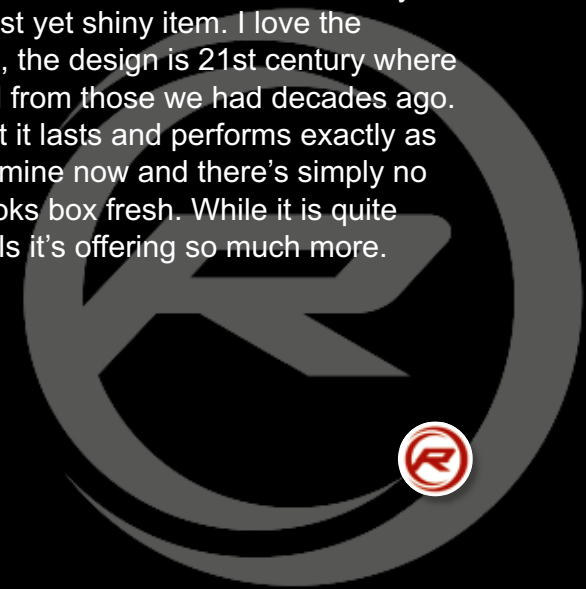 st yet shiny item. I love the
, the design is 21st century where
from those we had decades ago.
t it lasts and performs exactly as
mine now and there's simply no
oks box fresh. While it is quite
ls it's offering so much more.
R
R